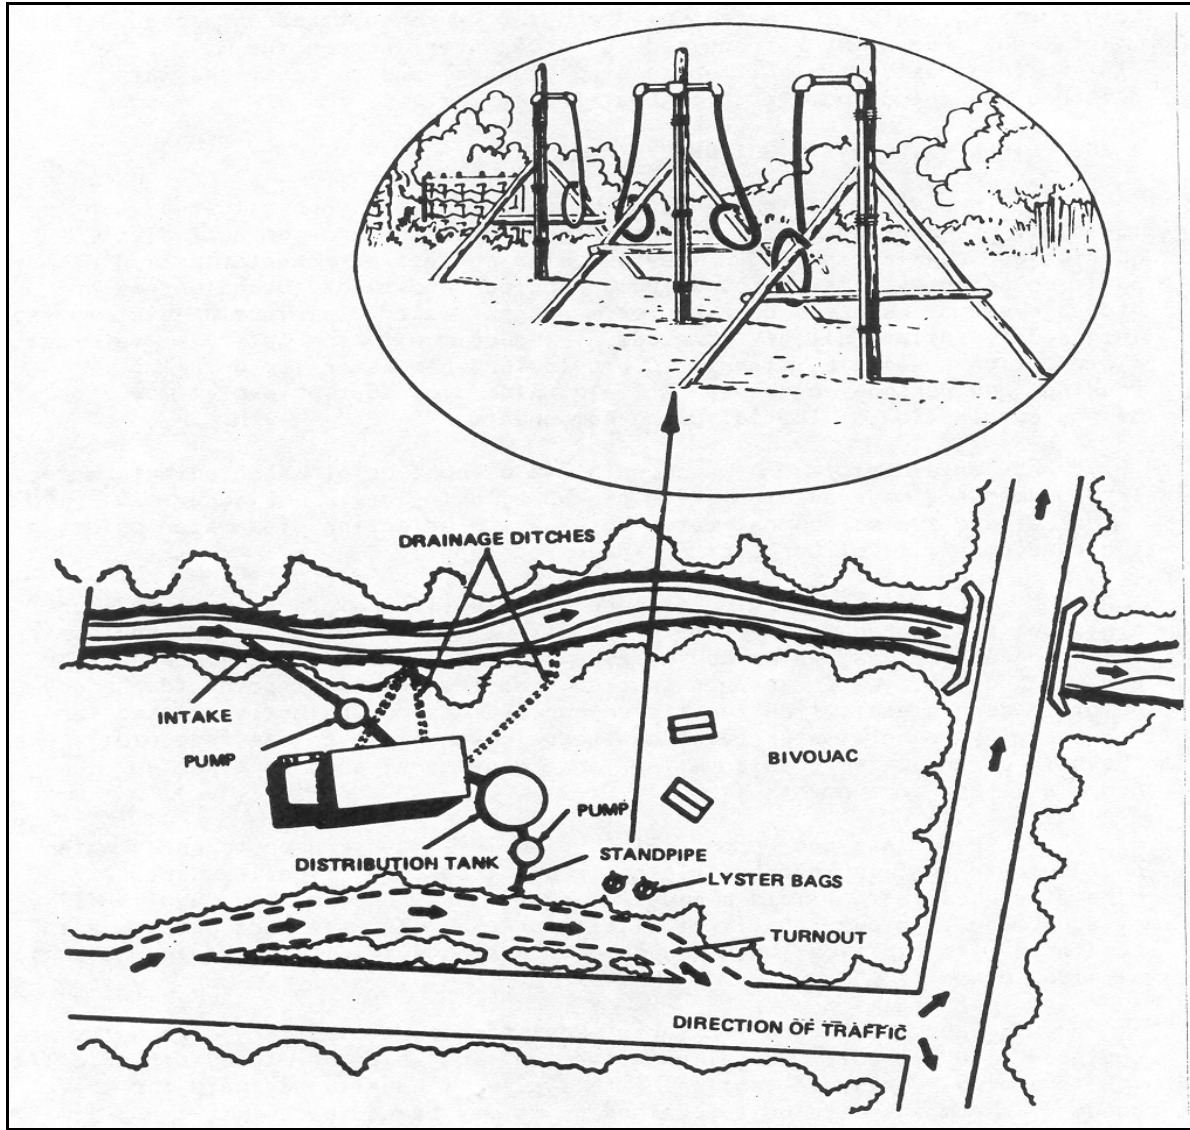 DRAINAGE DITCHES
INTAKE
PUMP
BIVOUAC
PUMP
DISTRIBUTION TANK
STANDPIPE
LYSTER BAGS
TURNOUT
DIRECTION OF TRAFFIC